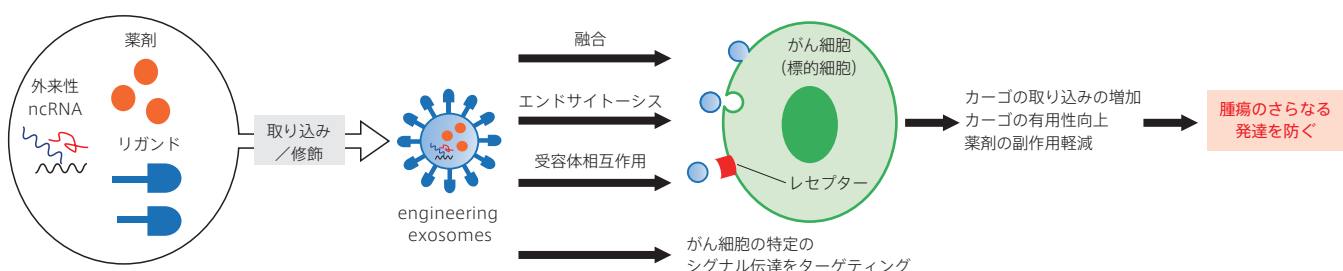 薬剤
外来性
ncRNA
リガンド
取り込み
／修飾
engineering
exosomes
融合
エンドサイトーシス
受容体相互作用
がん細胞
（標的細胞）
レセプター
がん細胞の特定の
シグナル伝達をターゲティング
カーゴの取り込みの増加
カーゴの有用性向上
薬剤の副作用軽減
腫瘍のさらなる
発達を防ぐ